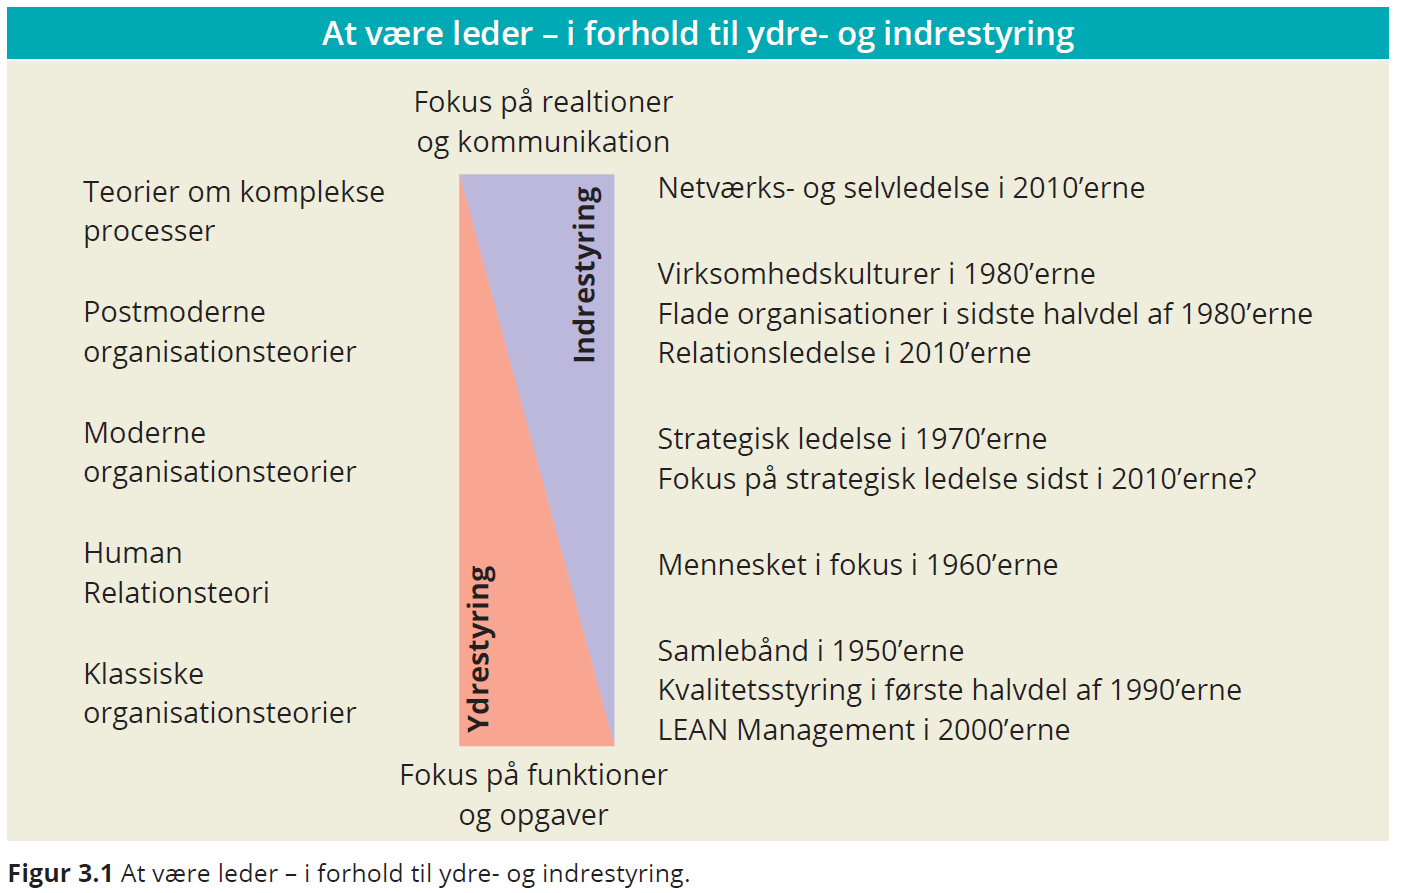 At være leder – i forhold til ydre- og indrestyring
Fokus på realtioner
og kommunikation
Teorier om komplekse
processer
Postmoderne
organisationsteorier
Moderne
organisationsteorier
Human
Relationsteori
Klassiske
organisationsteorier
Indrestyring
Ydrestyring
Netværks- og selvledelse i 2010’erne
Virksomhedskulturer i 1980’erne
Flade organisationer i sidste halvdel af 1980’erne
Relationsledelse i 2010’erne
Strategisk ledelse i 1970’erne
Fokus på strategisk ledelse sidst i 2010’erne?
Mennesket i fokus i 1960’erne
Samlebånd i 1950’erne
Kvalitetsstyring i første halvdel af 1990’erne
LEAN Management i 2000’erne
Fokus på funktioner
og opgaver
Figur 3.1 At være leder – i forhold til ydre- og indrestyring.